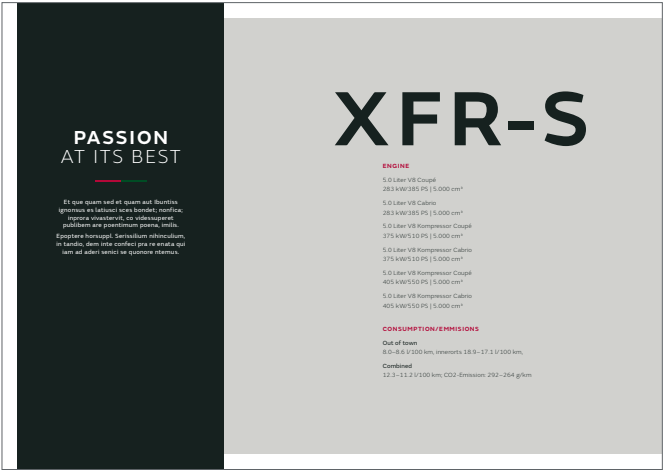 PASSION
AT ITS BEST
Et que quam sed et quam aut Ibuntiss
ignonsus es latiusci sces bondet; nonfica;
inprora vivastervit, co videssuperet
publibem are poentimum poena, imilis.
Epoptere horsuppl. Serissilium nihinculum,
in tandio, dem inte confeci pra re enata qui
iam ad aderi senici se quonore ntemus.
XFR-S
ENGINE
5.0 Liter V8 Coupé
283 kW/385 PS | 5.000 cm³
5.0 Liter V8 Cabrio
283 kW/385 PS | 5.000 cm³
5.0 Liter V8 Kompressor Coupé
375 kW/510 PS | 5.000 cm³
5.0 Liter V8 Kompressor Cabrio
375 kW/510 PS | 5.000 cm³
5.0 Liter V8 Kompressor Coupé
405 kW/550 PS | 5.000 cm³
5.0 Liter V8 Kompressor Cabrio
405 kW/550 PS | 5.000 cm³
CONSUMPTION/EMMISIONS
Out of town
8.0–8.6 l/100 km, innerorts 18.9–17.1 l/100 km,
Combined
12.3–11.2 l/100 km; CO2-Emission: 292–264 g/km